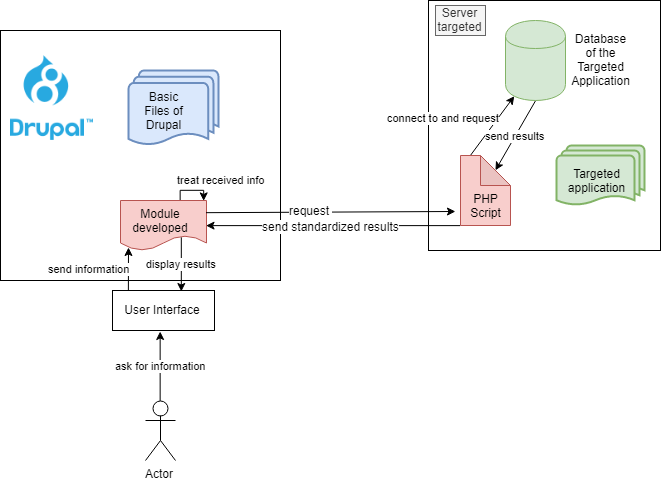 Server
targeted
Database
of the
Targeted
Application
8
Drupal™
Basic
Files of
Drupal
connect to and request
send results
treat received info
Targeted
application
Module
developed
request
PHP
Script
send standardized results
send information
display results
User Interface
ask for information
Actor